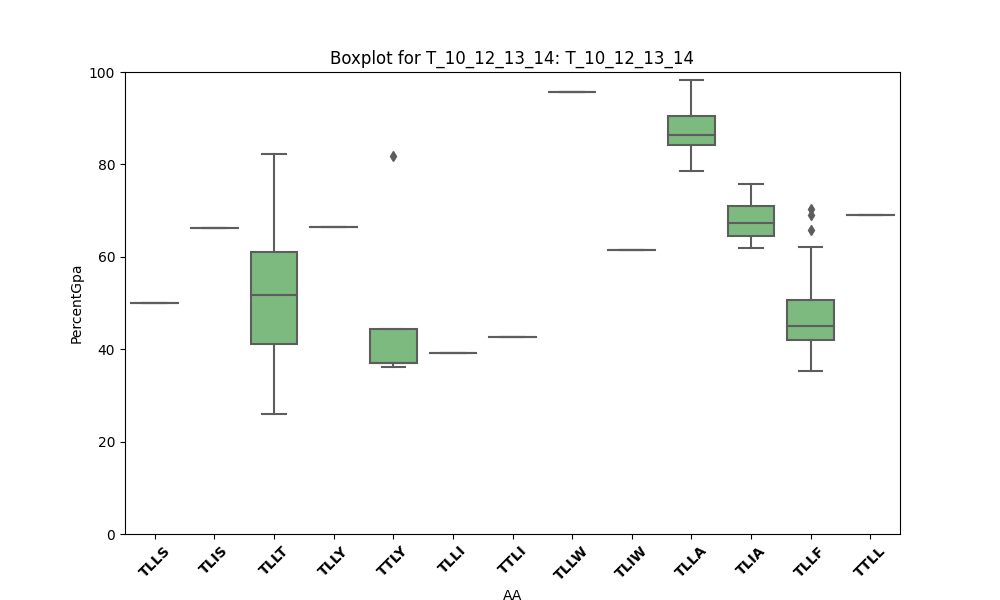 Boxplot for T_10_12_13_14: T_10_12_13_14
PercentGpa
100
80
60
40
20
0
TLLS
TLIS
TLLT
TLLY
TTLY
TLLI
TTLI
TLLW
TLIW
TLLA
TLIA
TLLF
TTLL
AA